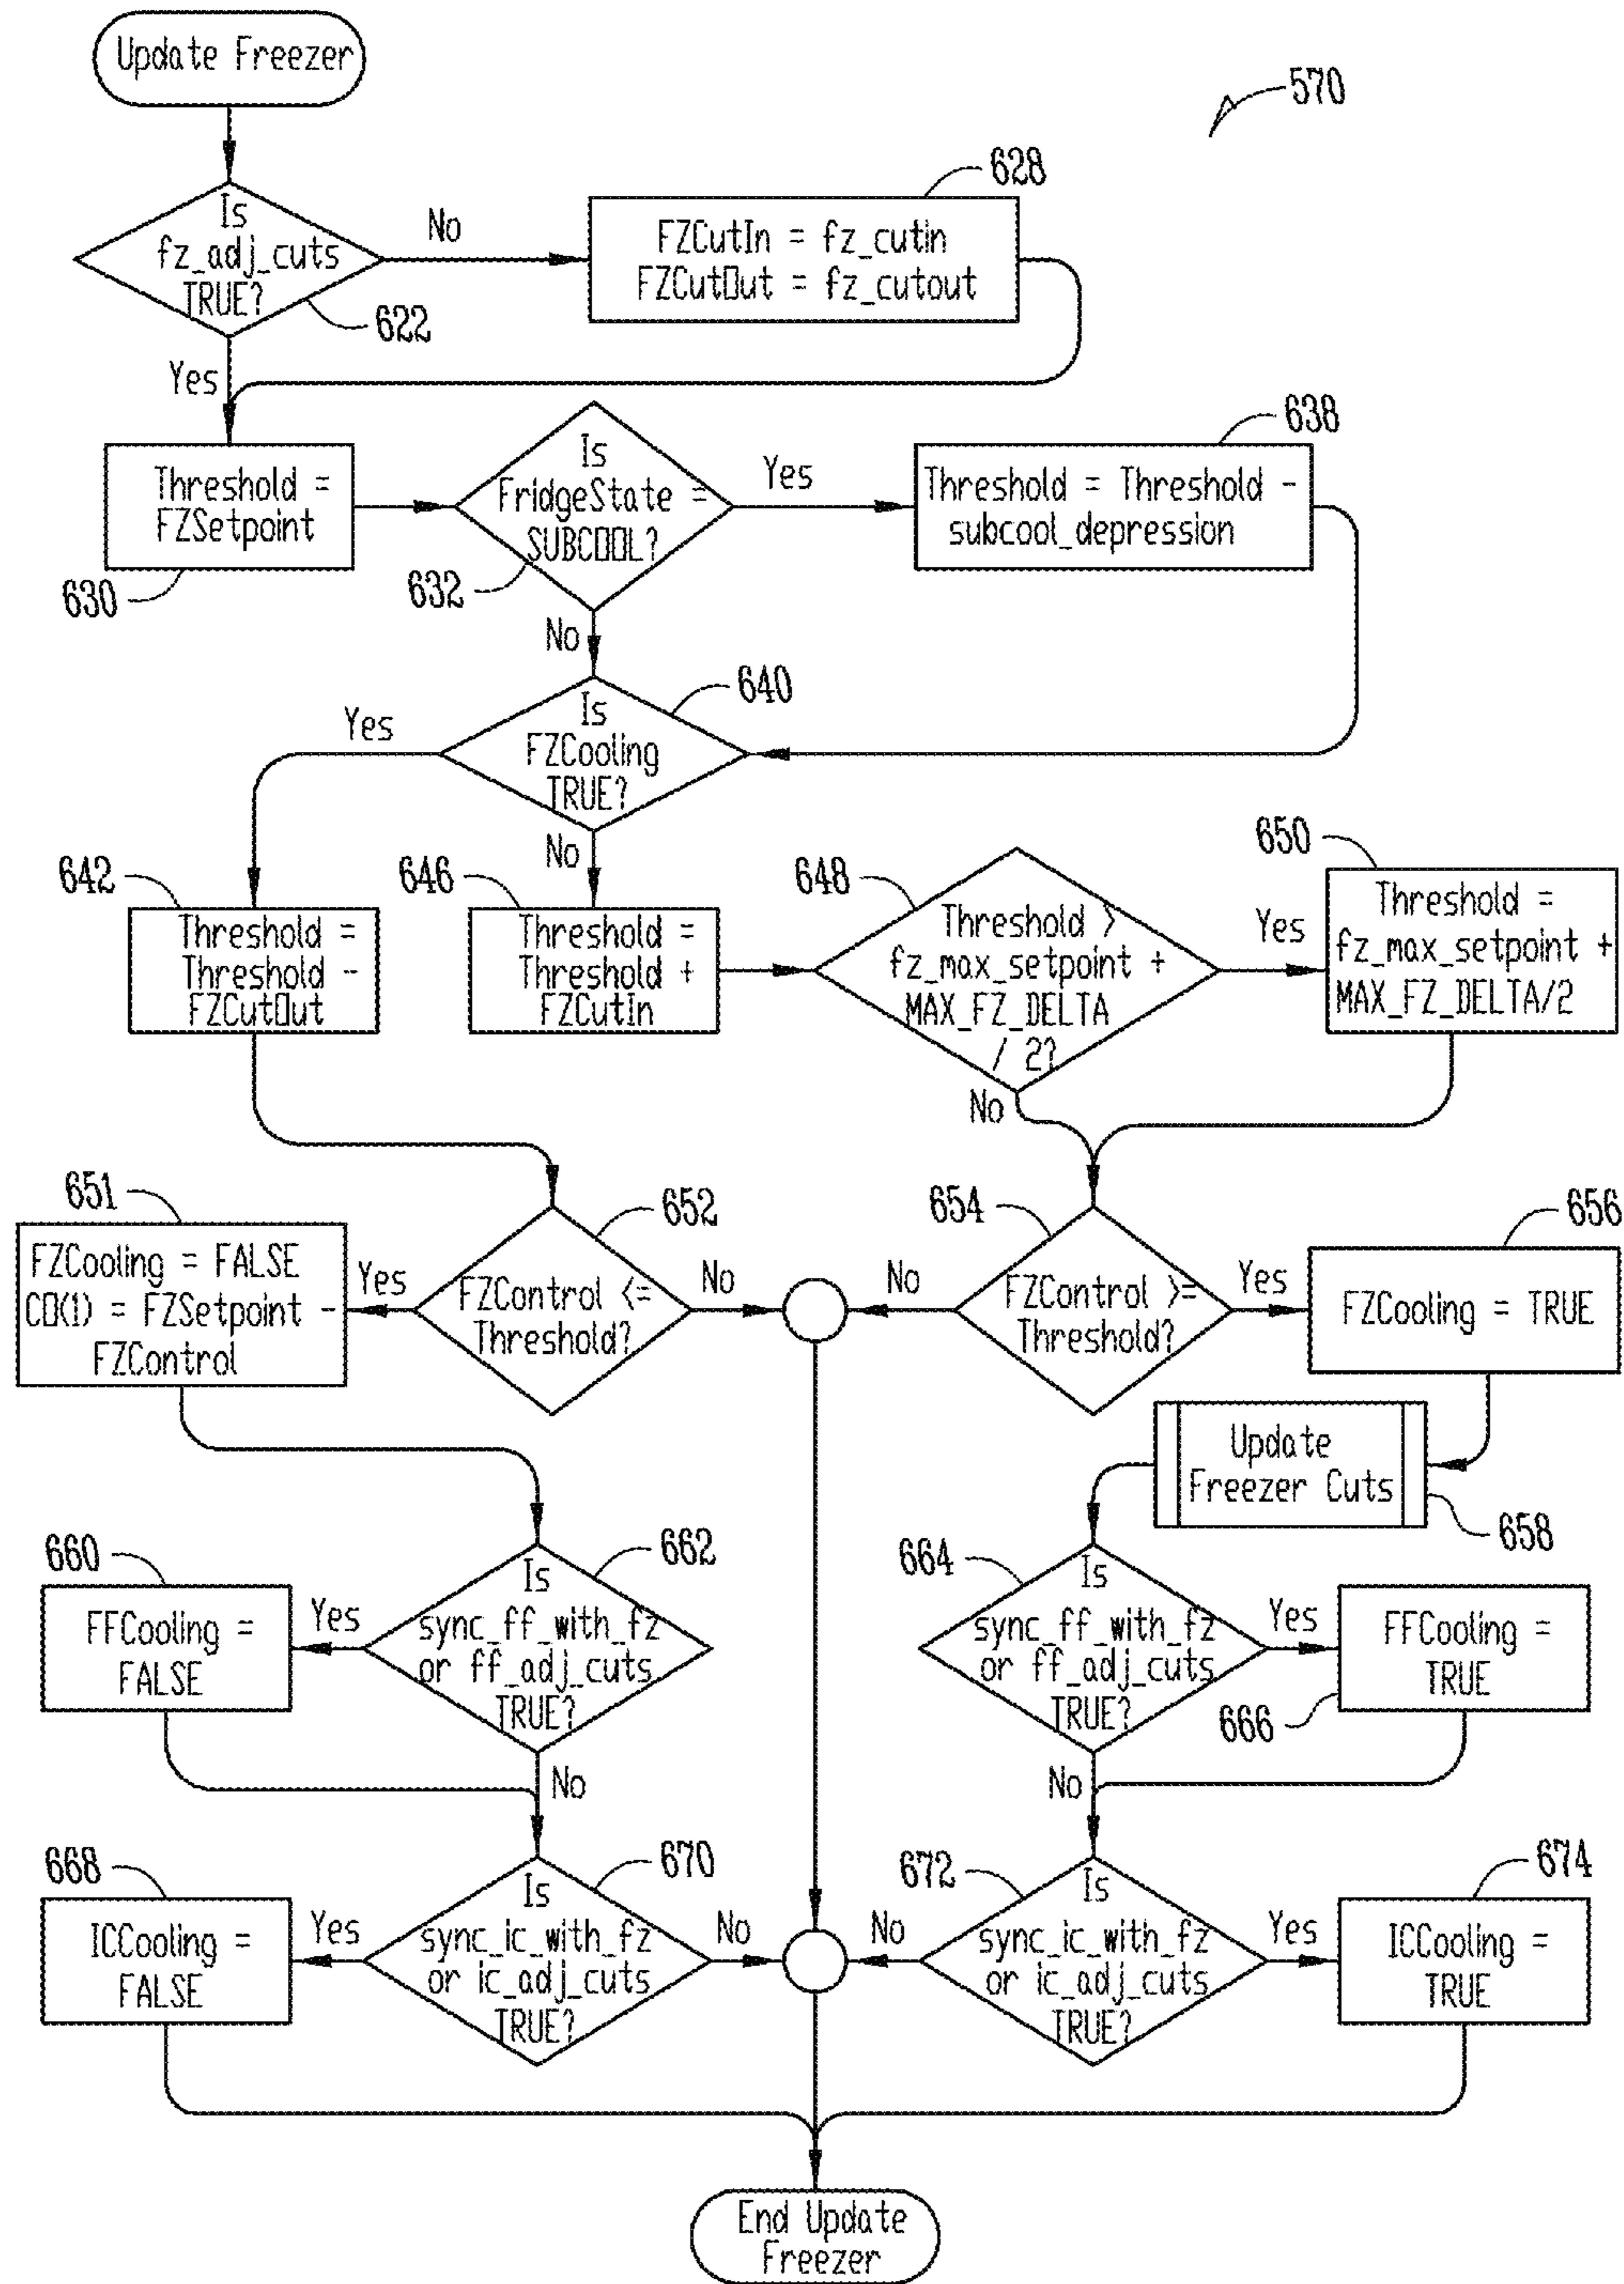 Update Freezer
570
Is
fz_adj_cuts
TRUE?
622
No
Yes
628
FZCutIn = fz_cutin
FZCutOut = fz_cutout
Threshold =
FZSetpoint
630
Is
FridgeState =
SUBCOOL?
632
Yes
No
638
Threshold = Threshold -
subcool_depression
640
Is
FZCooling
TRUE?
Yes
No
642
Threshold =
Threshold -
FZCutOut
646
Threshold =
Threshold +
FZCutIn
648
Threshold >
fz_max_setpoint +
MAX_FZ_DELTA
/ 2?
Yes
No
650
Threshold =
fz_max_setpoint +
MAX_FZ_DELTA/2
651
FZCooling = FALSE
CO(1) = FZSetpoint -
FZControl
Yes
652
FZControl <=
Threshold?
No
No
654
FZControl >=
Threshold?
Yes
656
FZCooling = TRUE
Update
Freezer Cuts
658
660
FFCooling =
FALSE
Yes
662
Is
sync_ff_with_fz
or ff_adj_cuts
TRUE?
No
664
Is
sync_ff_with_fz
or ff_adj_cuts
TRUE?
Yes
No
FFCooling =
TRUE
666
668
ICCooling =
FALSE
Yes
670
Is
sync_ic_with_fz
or ic_adj_cuts
TRUE?
No
No
672
Is
sync_ic_with_fz
or ic_adj_cuts
TRUE?
Yes
674
ICCooling =
TRUE
End Update
Freezer